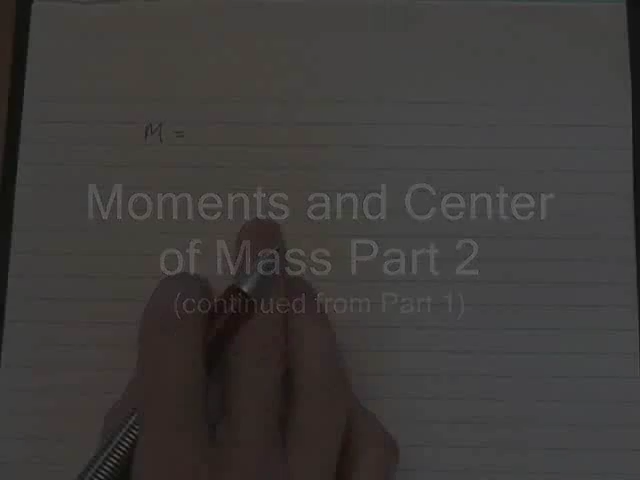 M =
Moments and Center
of Mass Part 2
(continued from Part 1)